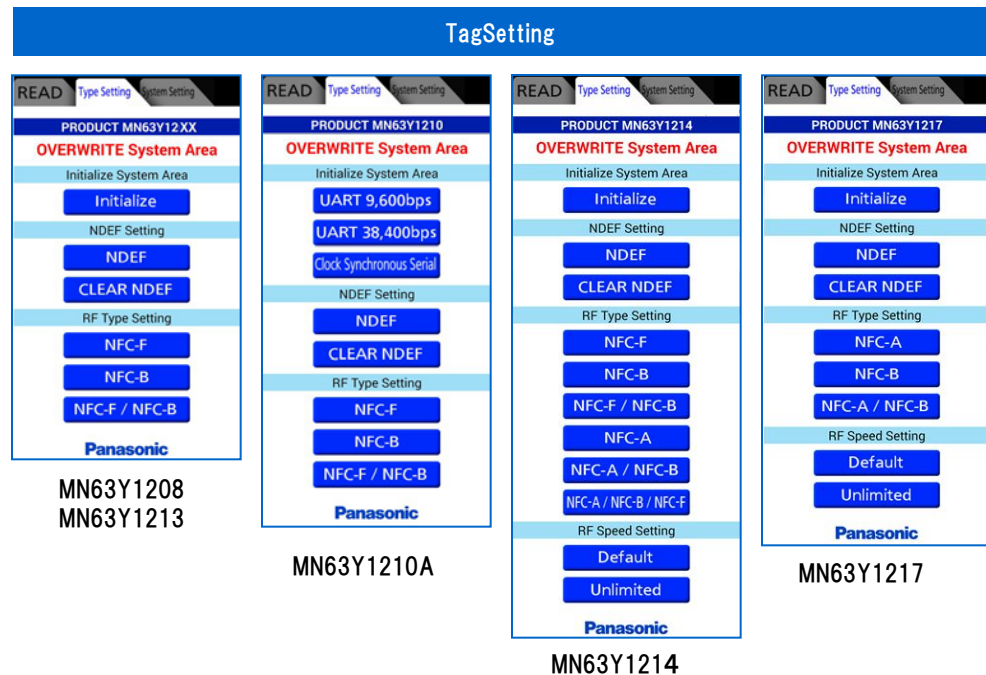 TagSetting
READ Type Setting System Setting
PRODUCT MN63Y12XX
OVERWRITE System Area
Initialize System Area
Initialize
NDEF Setting
NDEF
CLEAR NDEF
RF Type Setting
NFC-F
NFC-B
NFC-F / NFC-B
Panasonic
MN63Y1208
MN63Y1213
READ Type Setting System Setting
PRODUCT MN63Y1210
OVERWRITE System Area
Initialize System Area
UART 9,600bps
UART 38,400bps
Clock Synchronous Serial
NDEF Setting
NDEF
CLEAR NDEF
RF Type Setting
NFC-F
NFC-B
NFC-F / NFC-B
Panasonic
MN63Y1210A
READ Type Setting System Setting
PRODUCT MN63Y1214
OVERWRITE System Area
Initialize System Area
Initialize
NDEF Setting
NDEF
CLEAR NDEF
RF Type Setting
NFC-F
NFC-B
NFC-F / NFC-B
NFC-A
NFC-A / NFC-B
NFC-A / NFC-B / NFC-F
RF Speed Setting
Default
Unlimited
Panasonic
MN63Y1214
READ Type Setting System Setting
PRODUCT MN63Y1217
OVERWRITE System Area
Initialize System Area
Initialize
NDEF Setting
NDEF
CLEAR NDEF
RF Type Setting
NFC-A
NFC-B
NFC-A / NFC-B
RF Speed Setting
Default
Unlimited
Panasonic
MN63Y1217